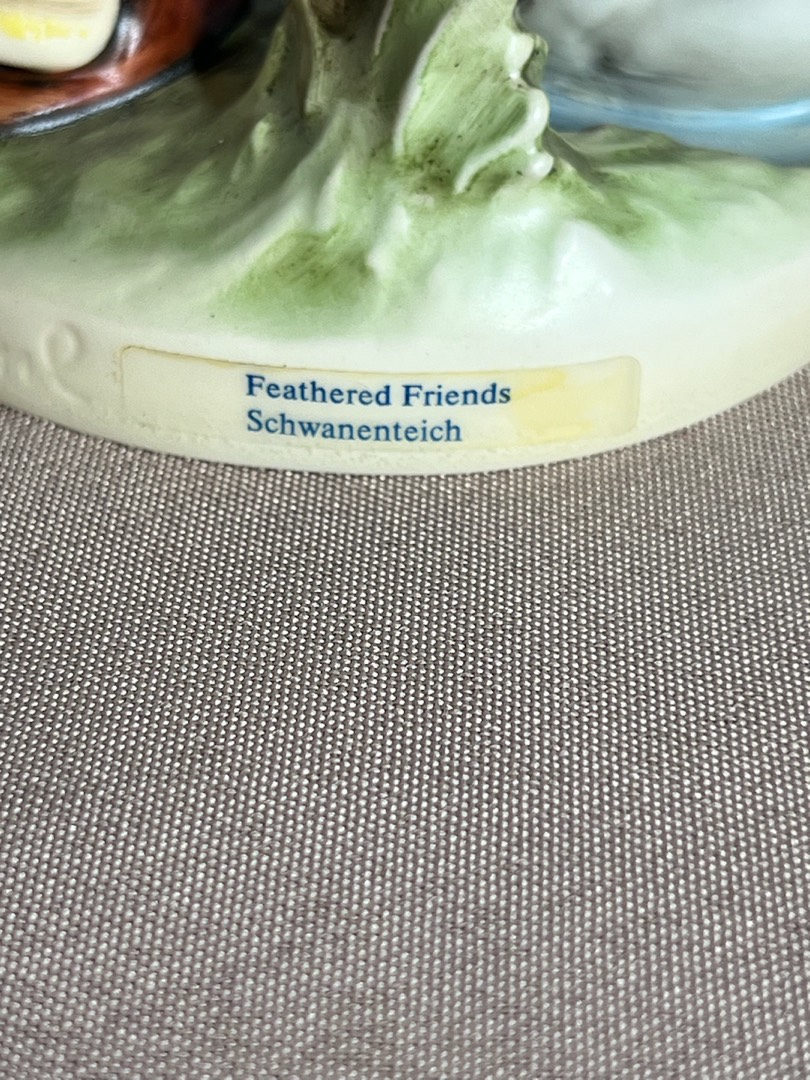 Feathered Friends
Schwanenteich